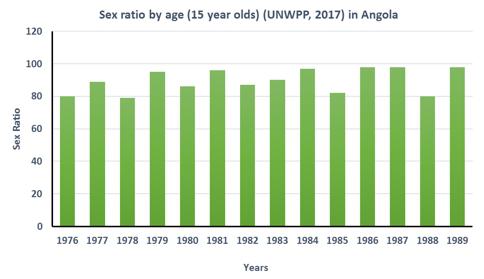 Sex ratio by age (15 year olds) (UNWPP, 2017) in Angola
120
100
80
60
40
20
0
Sex Ratio
1976 1977 1978 1979 1980 1981 1982 1983 1984 1985 1986 1987 1988 1989
Years